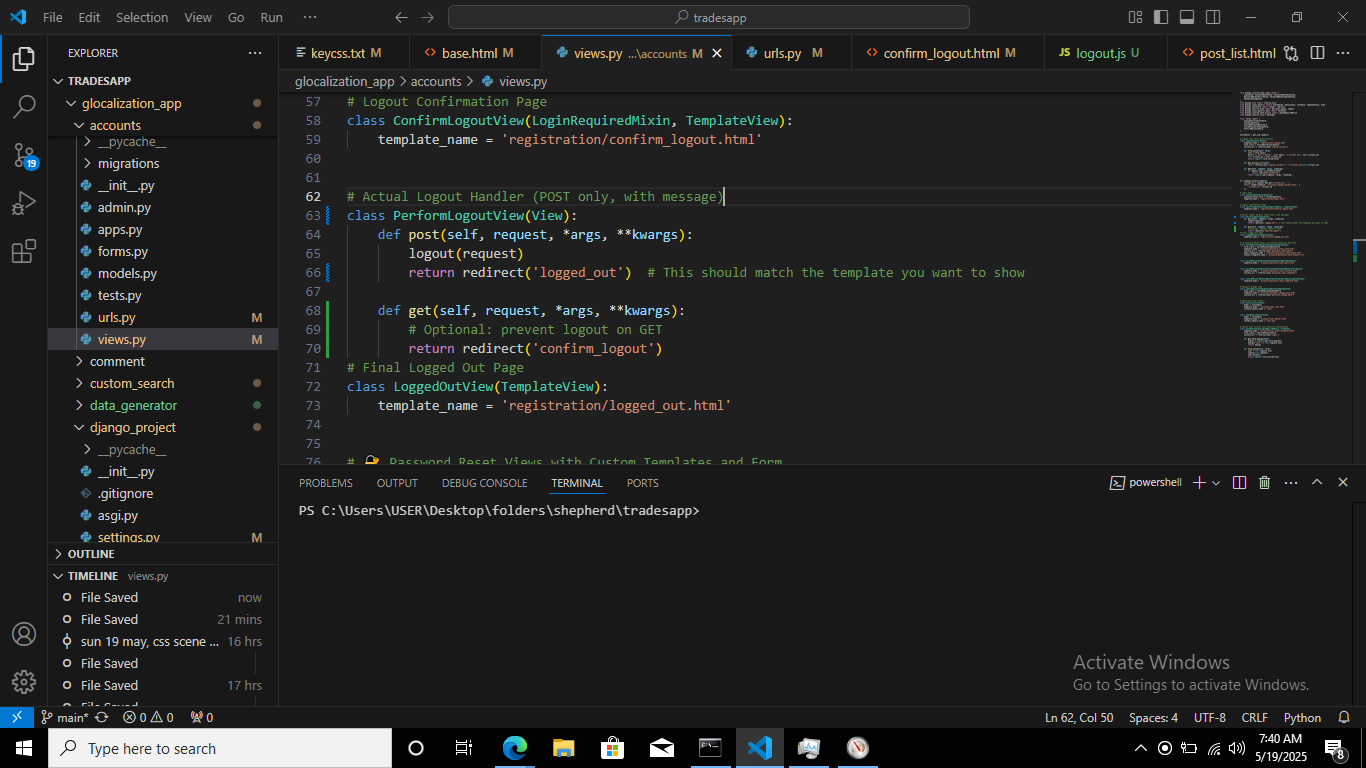 File Edit Selection View Go Run ··· tradesapp
EXPLORER ···
keycss.txt M base.html M views.py ...\accounts M urls.py M confirm_logout.html M JS logout.js U post_list.html ···
TRADESAPP
glocalization_app > accounts > views.py
glocalization_app
accounts
__pycache__
migrations
__init__.py
admin.py
apps.py
forms.py
models.py
tests.py
urls.py M
views.py M
comment
custom_search
data_generator
django_project
__pycache__
__init__.py
.gitignore
asgi.py
settings.py M
OUTLINE
TIMELINE views.py
File Saved now
File Saved 21 mins
sun 19 may, css scene ... 16 hrs
File Saved
File Saved 17 hrs
File Saved
57 # Logout Confirmation Page
58 class ConfirmLogoutView(LoginRequiredMixin, TemplateView):
59 template_name = 'registration/confirm_logout.html'
60
61
62 # Actual Logout Handler (POST only, with message)
63 class PerformLogoutView(View):
64 def post(self, request, *args, **kwargs):
65 logout(request)
66 return redirect('logged_out') # This should match the template you want to show
67
68 def get(self, request, *args, **kwargs):
69 # Optional: prevent logout on GET
70 return redirect('confirm_logout')
71 # Final Logged Out Page
72 class LoggedOutView(TemplateView):
73 template_name = 'registration/logged_out.html'
74
75
76 # 🔐 Password Reset Views with Custom Templates and Form
PROBLEMS OUTPUT DEBUG CONSOLE TERMINAL PORTS powershell ···
PS C:\Users\USER\Desktop\folders\shepherd\tradesapp>
Activate Windows
Go to Settings to activate Windows.
19
main* 0 0 0 Ln 62, Col 50 Spaces: 4 UTF-8 CRLF Python
Type here to search
7:40 AM
5/19/2025
8